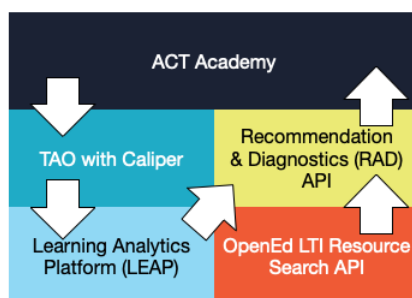 ACT Academy
TAO with Caliper
Recommendation
& Diagnostics (RAD)
API
Learning Analytics
Platform (LEAP)
OpenEd LTI Resource
Search API